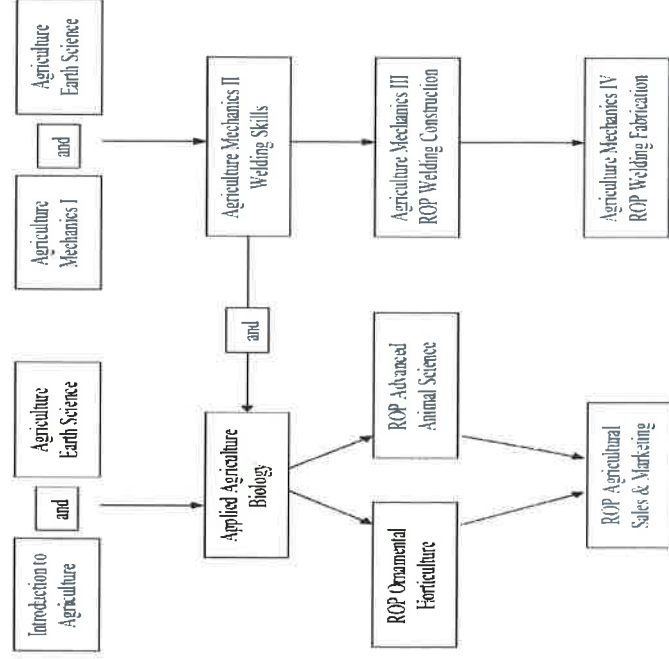 Introduction to
Agriculture
and
Agriculture
Earth Science
Agriculture
Mechanics I
and
Agriculture
Earth Science
Applied Agriculture
Biology
and
Agriculture Mechanics II
Welding Skills
ROP Ornamental
Horticulture
ROP Advanced
Animal Science
Agriculture Mechanics III
ROP Welding Construction
ROP Agricultural
Sales & Marketing
Agriculture Mechanics IV
ROP Welding Fabrication